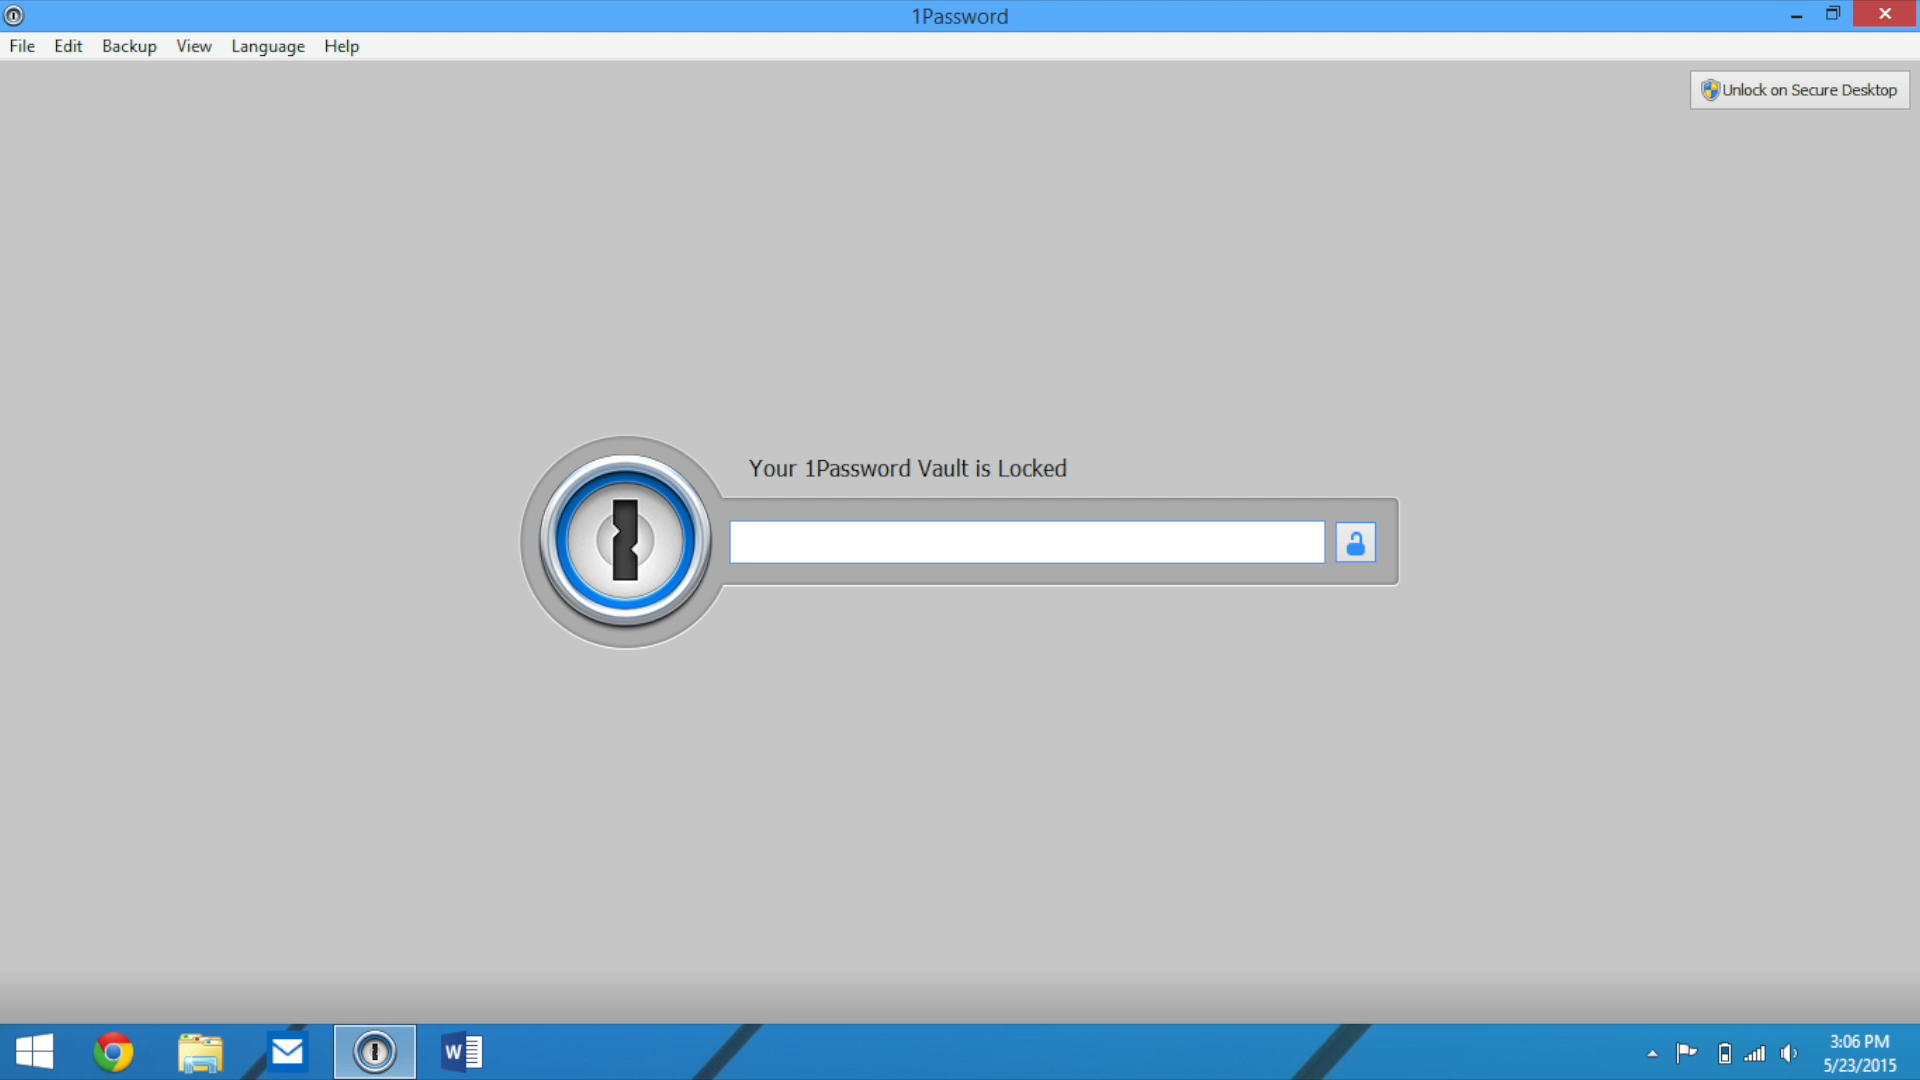 1Password
File Edit Backup View Language Help
Unlock on Secure Desktop
Your 1Password Vault is Locked
W
3:06 PM
5/23/2015